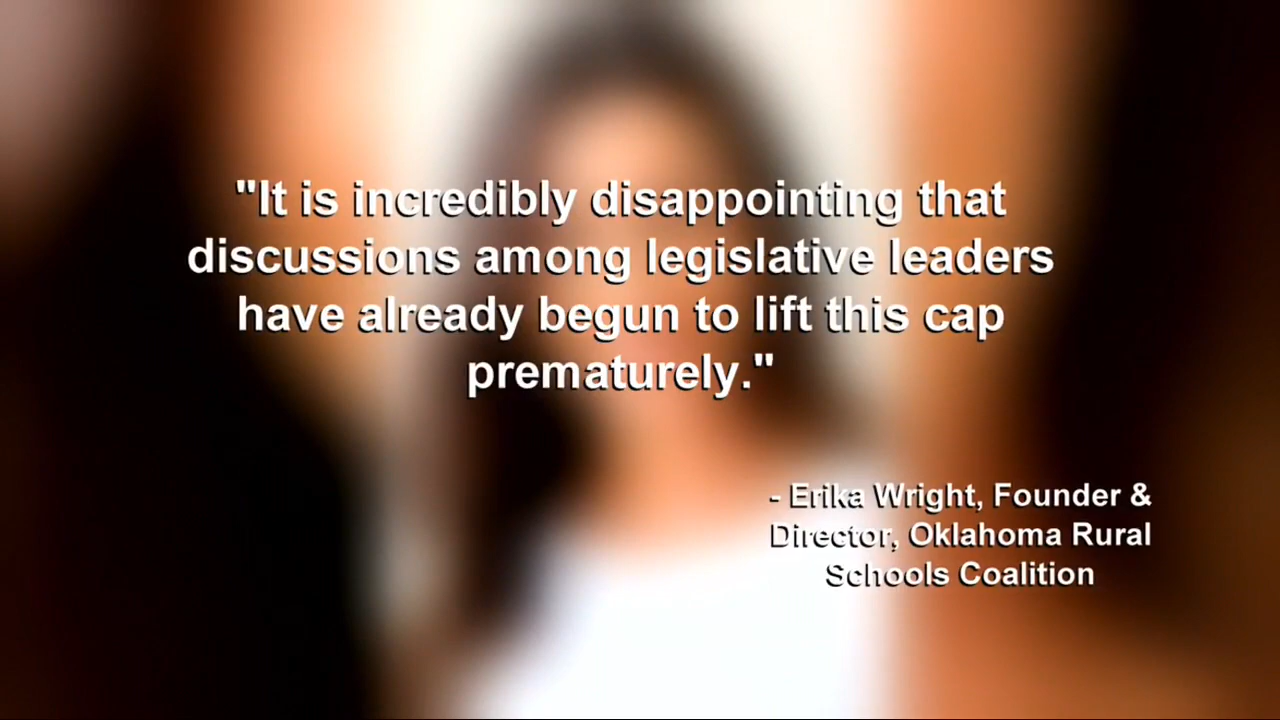 "It is incredibly disappointing that
discussions among legislative leaders
have already begun to lift this cap
prematurely."
- Erika Wright, Founder &
Director, Oklahoma Rural
Schools Coalition